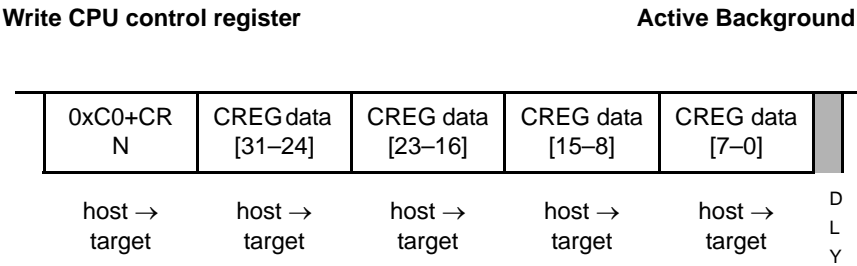 Write CPU control register Active Background
0xC0+CR CREG data CREG data CREG data CREG data
N [31–24] [23–16] [15–8] [7–0]
host → host → host → host → host →
target target target target target
D
L
Y